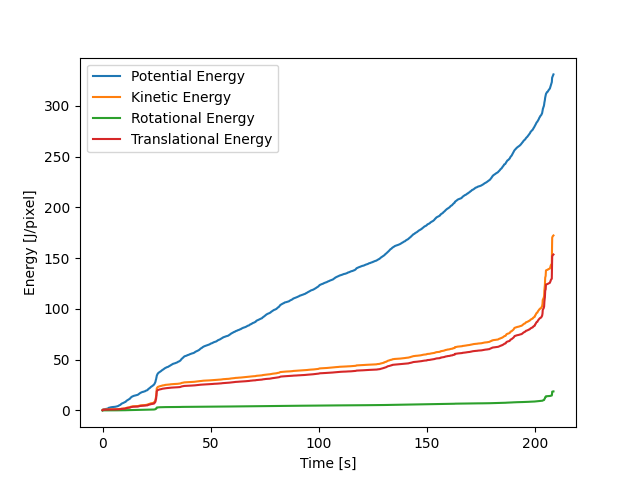 Potential Energy
Kinetic Energy
Rotational Energy
Translational Energy
300
250
200
150
100
50
0
Energy [J/pixel]
0 50 100 150 200
Time [s]